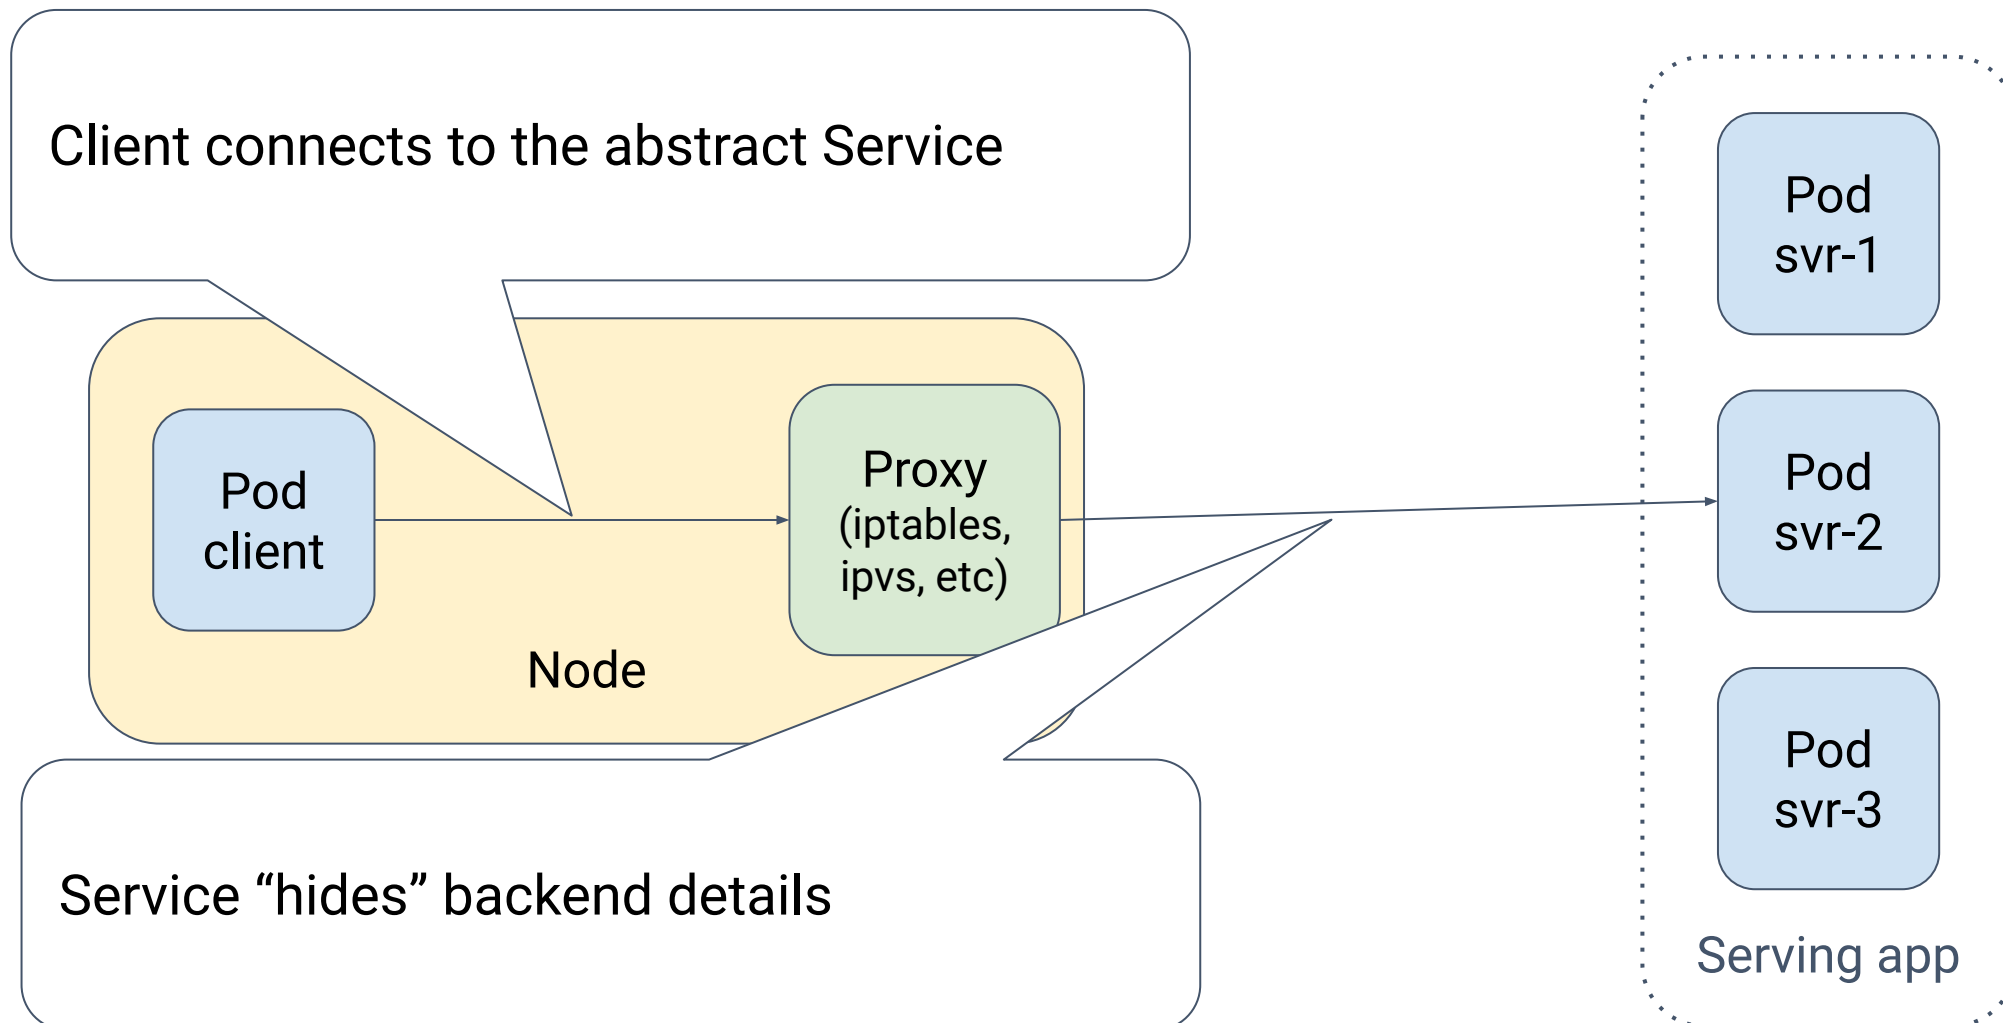 Client connects to the abstract Service
Pod
client
Proxy
(iptables,
ipvs, etc)
Node
Service “hides” backend details
Pod
svr-1
Pod
svr-2
Pod
svr-3
Serving app